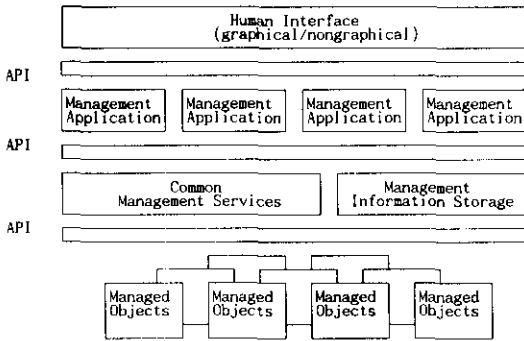 Human Interface
(graphical/nongraphical)
API
Management Management Management Management
Application Application Application Application
API
Common Management
Management Services Information Storage
API
Managed Managed Managed Managed
Objects Objects Objects Objects